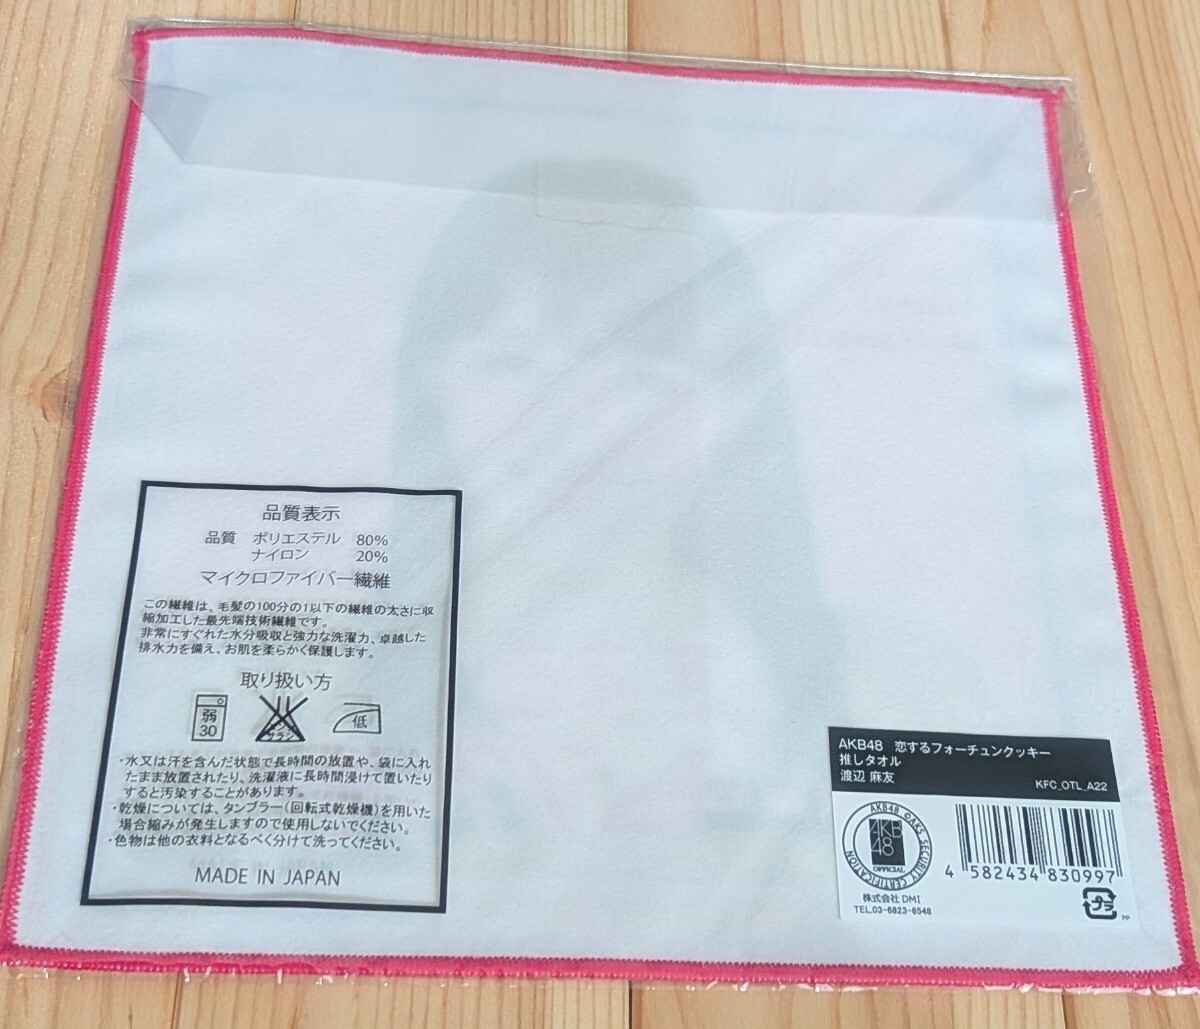 品質表示
品質 ポリエステル 80%
ナイロン 20%
マイクロファイバー繊維
この繊維は、毛髪の100分の1以下の繊維の太さに収
縮加工した最先端技術繊維です。
非常にすぐれた水分吸収と強力な洗濯力、卓越した
排水力を備え、お肌を柔らかく保護します。
取り扱い方
弱
30
低
・水又は汗を含んだ状態で長時間の放置や、袋に入れ
たまま放置されたり、洗濯液に長時間浸けて置いたり
すると汚染することがあります。
・乾燥については、タンブラー(回転式乾燥機)を用いた
場合縮みが発生しますので使用しないでください。
・色物は他の衣料となるべく分けて洗ってください。
MADE IN JAPAN
AKB48 恋するフォーチュンクッキー
推しタオル
渡辺 麻友
KFC_OTL_A22
AKB48 OAKS SECURITY CERTIFICATION
AKB
48
OFFICIAL
株式会社 DMI
TEL.03-6823-6548
4 582434 830997
プラ
PP